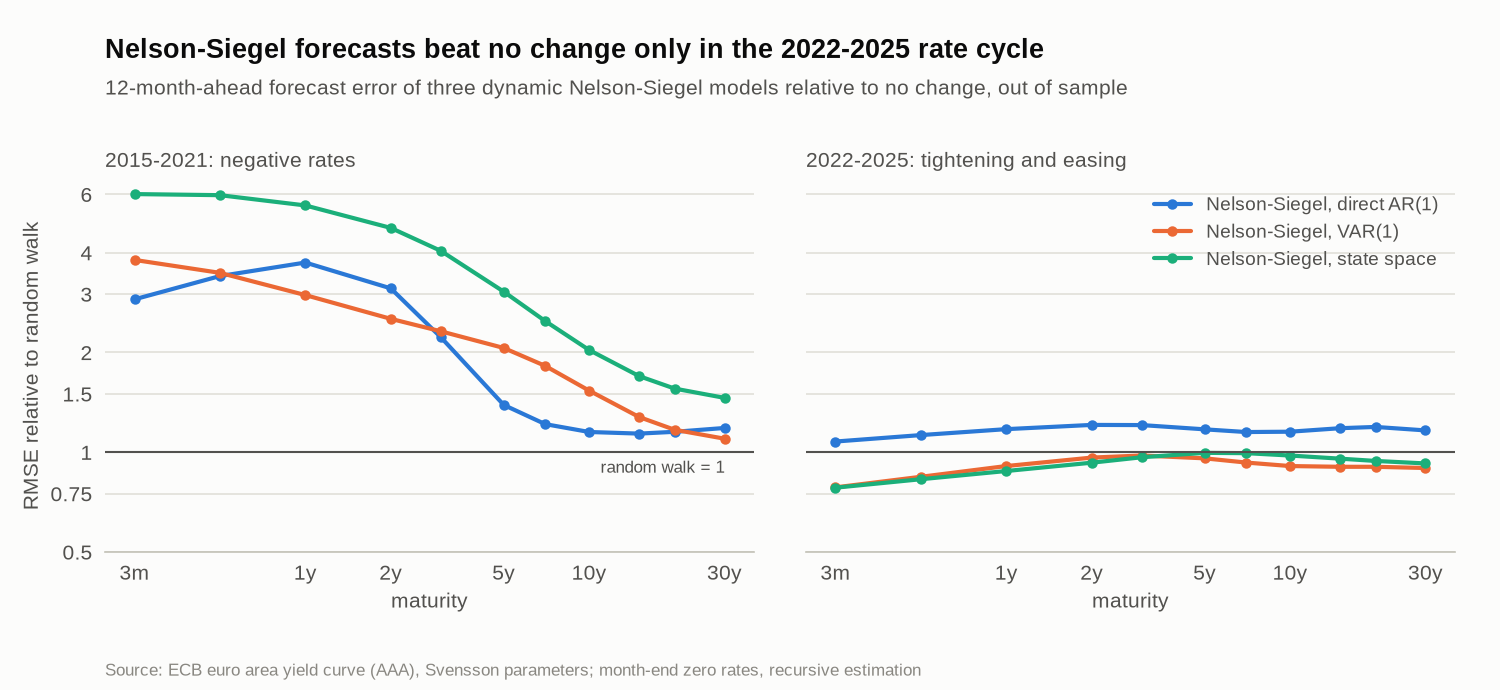 Nelson-Siegel forecasts beat no change only in the 2022-2025 rate cycle
12-month-ahead forecast error of three dynamic Nelson-Siegel models relative to no change, out of sample
2015-2021: negative rates
2022-2025: tightening and easing
RMSE relative to random walk
6
4
3
2
1.5
1
0.75
0.5
random walk = 1
Nelson-Siegel, direct AR(1)
Nelson-Siegel, VAR(1)
Nelson-Siegel, state space
3m 1y 2y 5y 10y 30y
maturity
3m 1y 2y 5y 10y 30y
maturity
Source: ECB euro area yield curve (AAA), Svensson parameters; month-end zero rates, recursive estimation